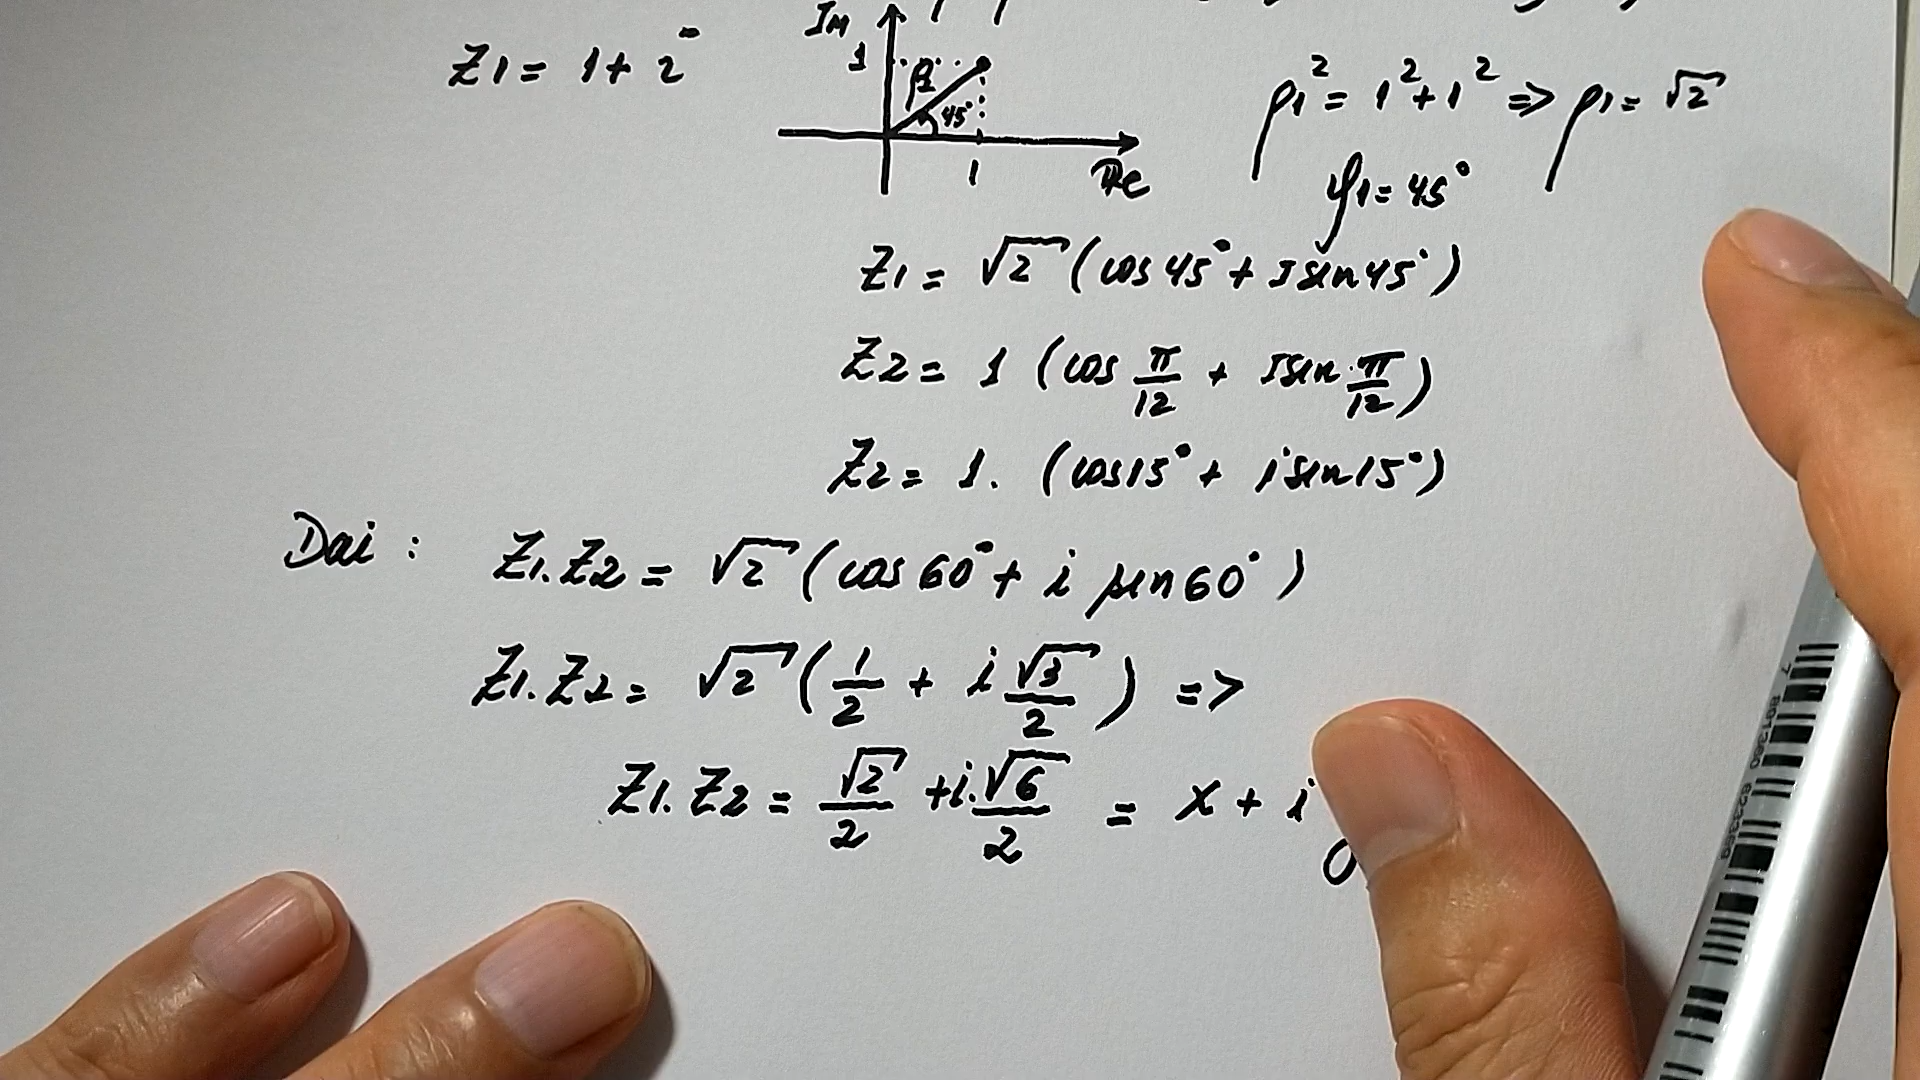 Z1 = 1 + i
Im
1
ρ1
45°
1
Re
ρ1² = 1² + 1² => ρ1 = √2
φ1 = 45°
Z1 = √2 (cos 45° + i sin 45°)
Z2 = 1 (cos π/12 + i sin π/12)
Z2 = 1. (cos 15° + i sin 15°)
Dai : Z1.Z2 = √2 (cos 60° + i sin 60°)
Z1.Z2 = √2 (1/2 + i √3/2) =>
Z1.Z2 = √2/2 + i.√6/2 = x + i